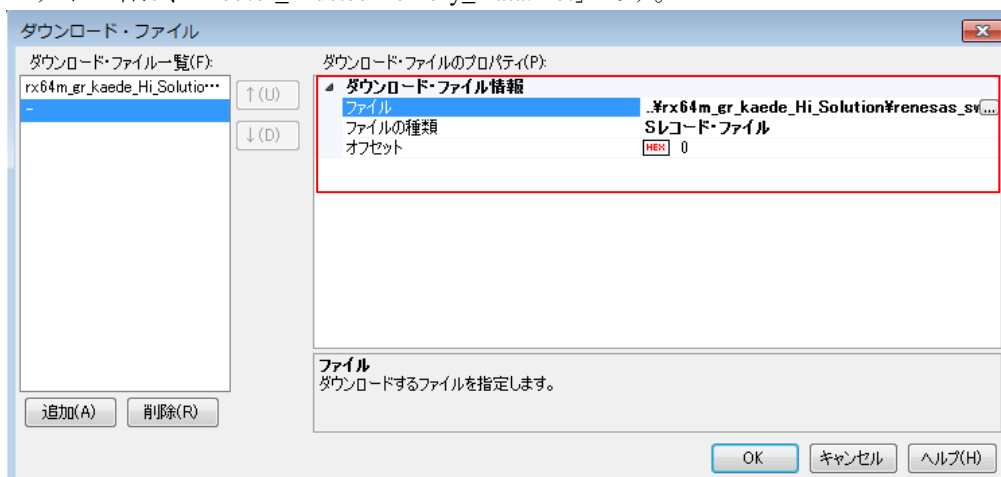 ダウンロード・ファイル
ダウンロード・ファイル一覧(F):
rx64m_gr_kaede_Hi_Solutio…
-
↑(U)
↓(D)
追加(A)
削除(R)
ダウンロード・ファイルのプロパティ(P):
ダウンロード・ファイル情報
ファイル ..¥rx64m_gr_kaede_Hi_Solution¥renesas_sw ...
ファイルの種類 Sレコード・ファイル
オフセット HEX 0
ファイル
ダウンロードするファイルを指定します。
OK キャンセル ヘルプ(H)